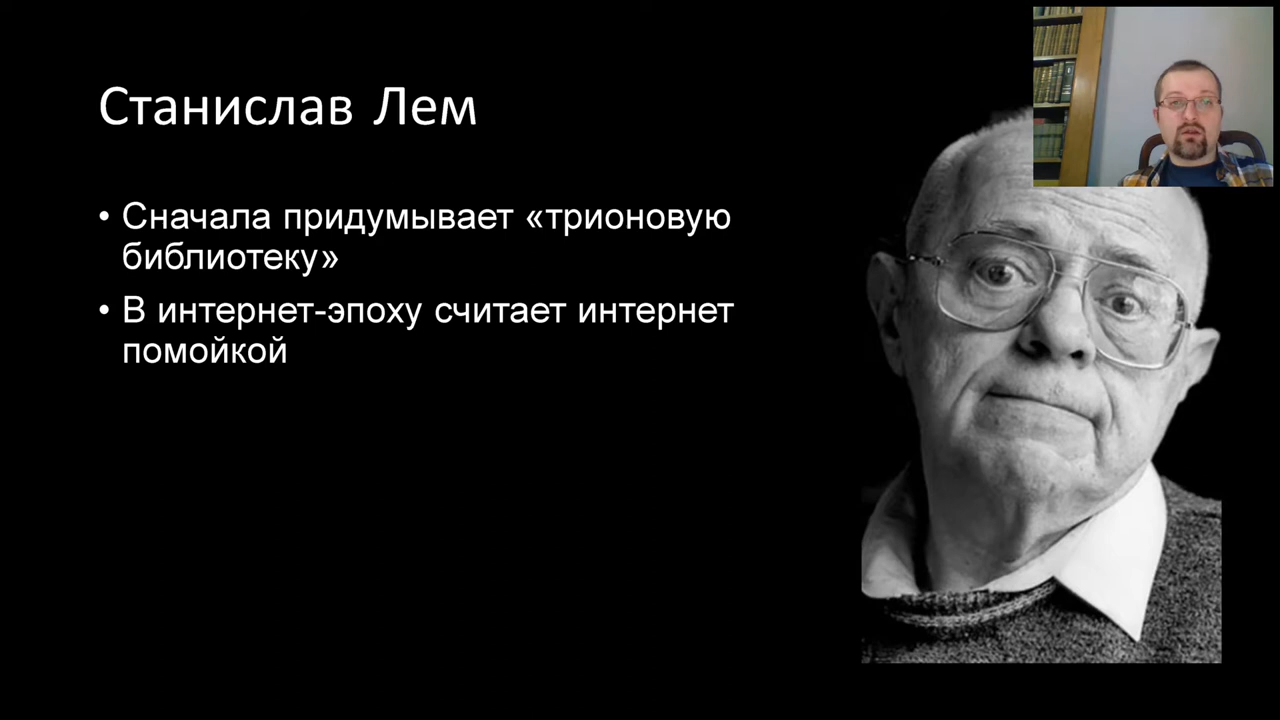 Станислав Лем
• Сначала придумывает «трионовую
библиотеку»
• В интернет-эпоху считает интернет
помойкой